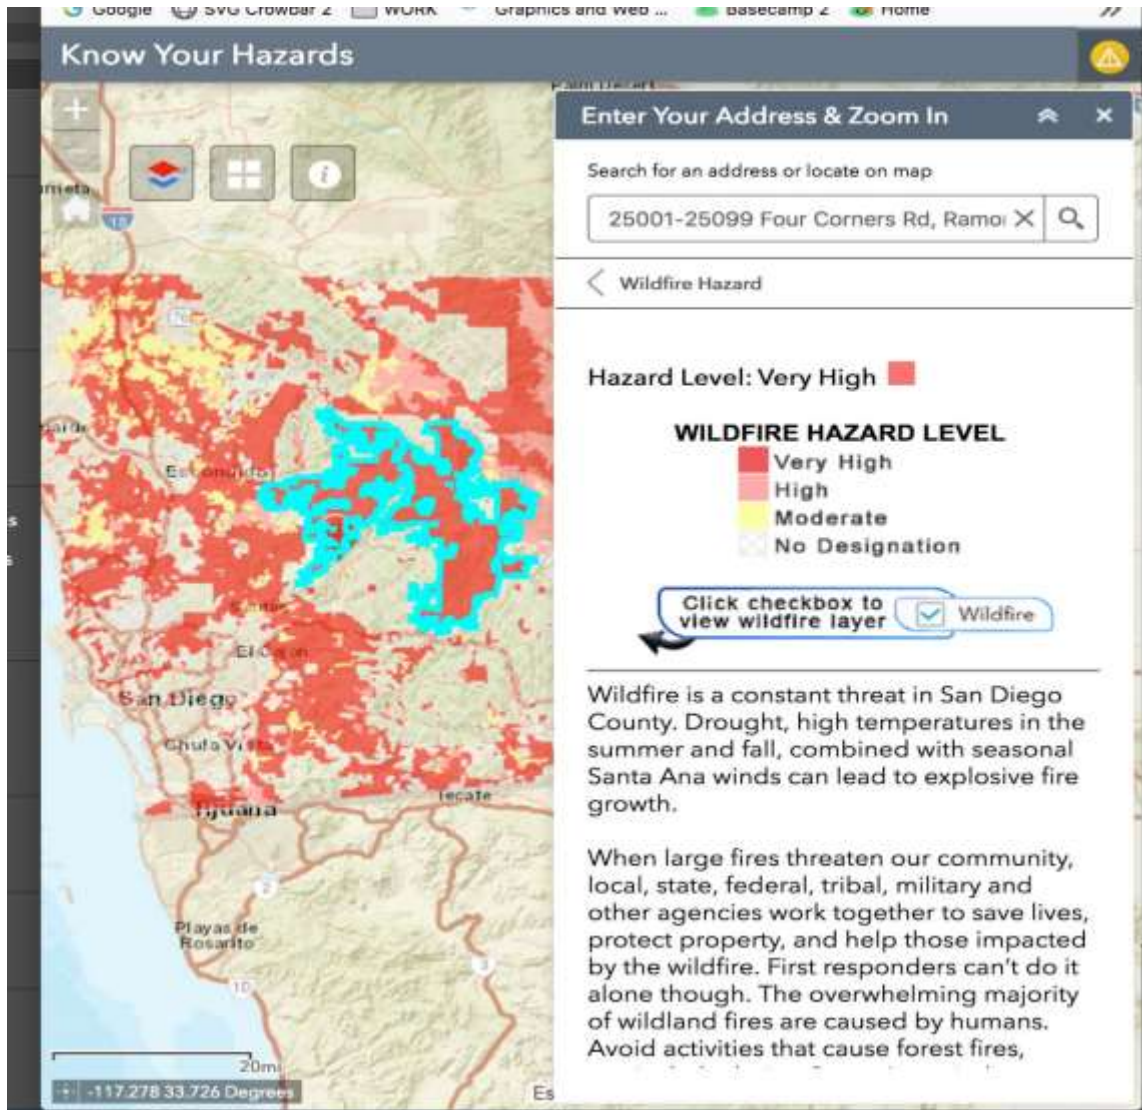 Google SVG Crowbar 2 WORK Graphics and Web ... Basecamp 2 Home »
Know Your Hazards
Enter Your Address & Zoom In
Search for an address or locate on map
25001-25099 Four Corners Rd, Ramo
Wildfire Hazard
Hazard Level: Very High
WILDFIRE HAZARD LEVEL
Very High
High
Moderate
No Designation
Click checkbox to
view wildfire layer
Wildfire
Wildfire is a constant threat in San Diego
County. Drought, high temperatures in the
summer and fall, combined with seasonal
Santa Ana winds can lead to explosive fire
growth.
When large fires threaten our community,
local, state, federal, tribal, military and
other agencies work together to save lives,
protect property, and help those impacted
by the wildfire. First responders can't do it
alone though. The overwhelming majority
of wildland fires are caused by humans.
Avoid activities that cause forest fires,
+
i
15
76
Escondido
El Cajon
San Diego
Chula Vista
Tijuana
Tecate
2
Playas de
Rosarito
3
1D
20mi
-117.278 33.726 Degrees
Es